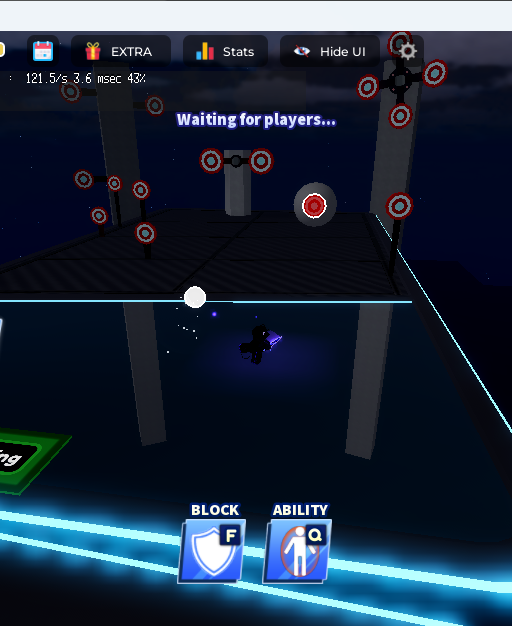 EXTRA
Stats
Hide UI
: 121.5/s 3.6 msec 43%
Waiting for players...
ng
BLOCK
ABILITY
F
Q